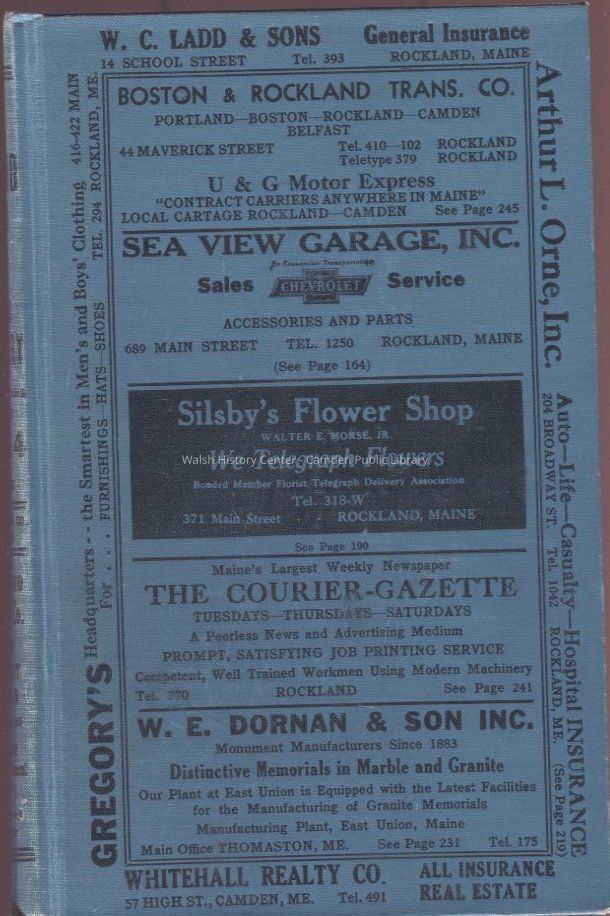 W. C. LADD & SONS General Insurance
14 SCHOOL STREET Tel. 393 ROCKLAND, MAINE
BOSTON & ROCKLAND TRANS. CO.
PORTLAND—BOSTON—ROCKLAND—CAMDEN
BELFAST
44 MAVERICK STREET Tel. 410—102 ROCKLAND
Teletype 379 ROCKLAND
U & G Motor Express
"CONTRACT CARRIERS ANYWHERE IN MAINE"
LOCAL CARTAGE ROCKLAND—CAMDEN See Page 245
SEA VIEW GARAGE, INC.
for Economical Transportation
Sales CHEVROLET Service
ACCESSORIES AND PARTS
689 MAIN STREET TEL. 1250 ROCKLAND, MAINE
(See Page 164)
Silsby's Flower Shop
WALTER E. MORSE, JR.
We Telegraph Flowers
Walsh History Center, Camden Public Library
Bonded Member Florist Telegraph Delivery Association
Tel. 318-W
371 Main Street . . ROCKLAND, MAINE
See Page 190
Maine's Largest Weekly Newspaper
THE COURIER-GAZETTE
TUESDAYS—THURSDAYS—SATURDAYS
A Peerless News and Advertising Medium
PROMPT, SATISFYING JOB PRINTING SERVICE
Competent, Well Trained Workmen Using Modern Machinery
Tel. 770 ROCKLAND See Page 241
W. E. DORNAN & SON INC.
Monument Manufacturers Since 1883
Distinctive Memorials in Marble and Granite
Our Plant at East Union is Equipped with the Latest Facilities
for the Manufacturing of Granite Memorials
Manufacturing Plant, East Union, Maine
Main Office THOMASTON, ME. See Page 231 Tel. 175
WHITEHALL REALTY CO. ALL INSURANCE
57 HIGH ST., CAMDEN, ME. Tel. 491 REAL ESTATE
GREGORY'S Headquarters - - the Smartest in Men's and Boys' Clothing 416-422 MAIN
For . . . FURNISHINGS—HATS—SHOES TEL. 294 ROCKLAND, ME.
Arthur L. Orne, Inc. Auto—Life—Casualty—Hospital INSURANCE
204 BROADWAY ST. Tel. 1042 ROCKLAND, ME. (See Page 219)